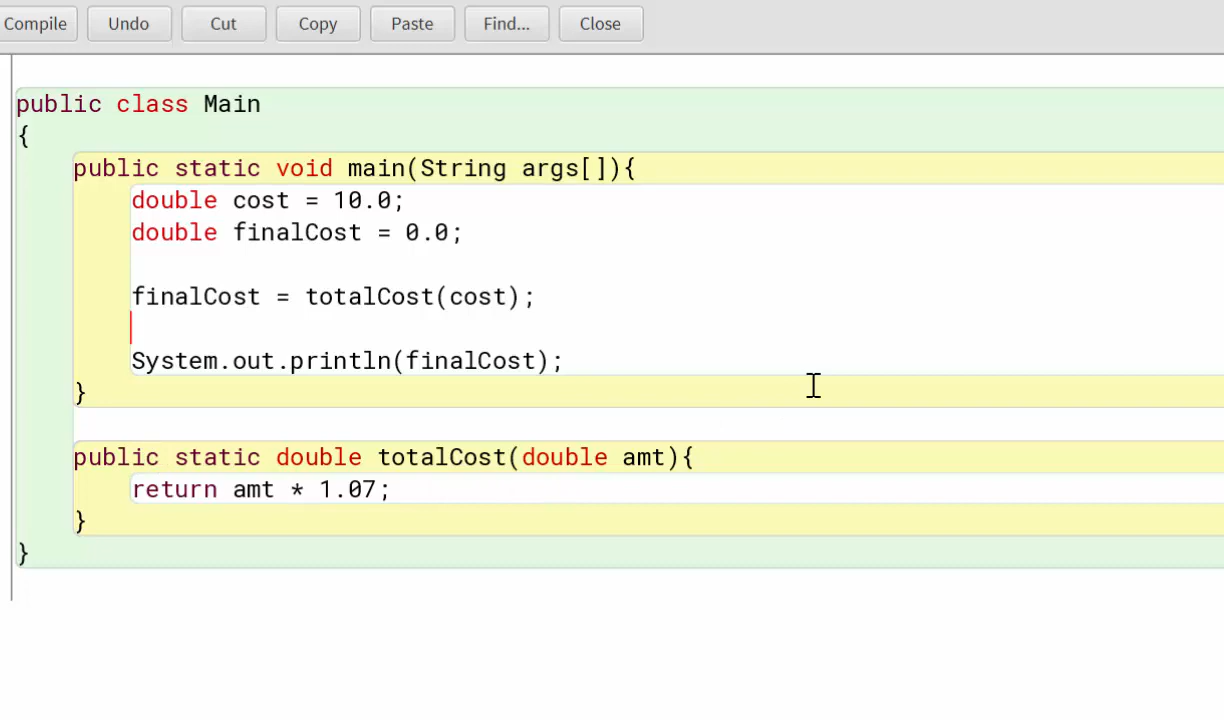 Compile Undo Cut Copy Paste Find... Close
public class Main
{
    public static void main(String args[]){
        double cost = 10.0;
        double finalCost = 0.0;
        finalCost = totalCost(cost);
        System.out.println(finalCost);
    }
    public static double totalCost(double amt){
        return amt * 1.07;
    }
}